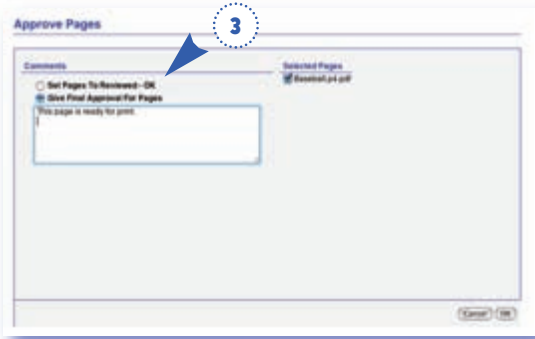 Approve Pages
3
Comments
Set Pages To Reviewed - OK
Give Final Approval For Pages
This page is ready for print.
Selected Pages
Baseball.p4.pdf
Cancel OK